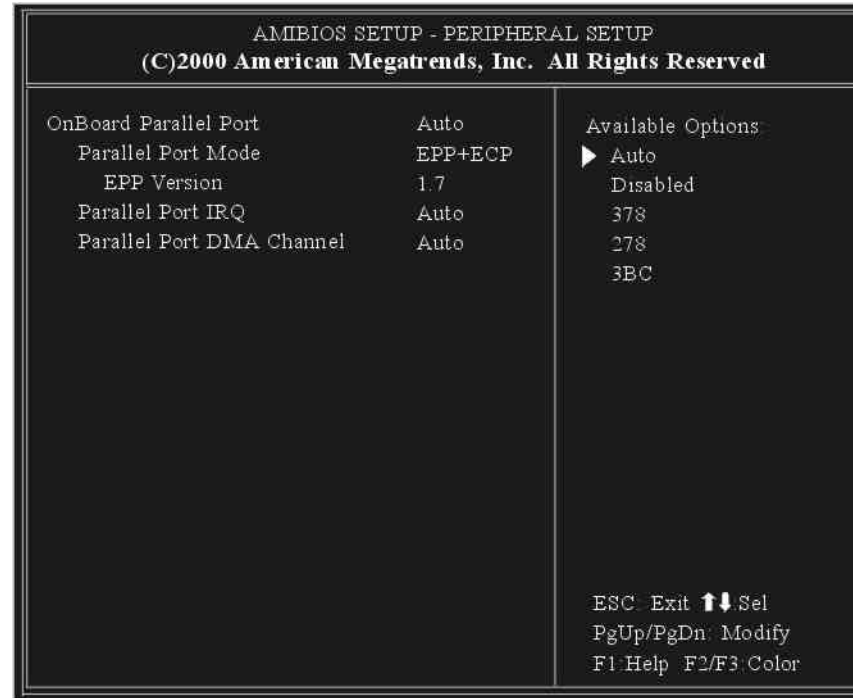 AMIBIOS SETUP - PERIPHERAL SETUP
(C)2000 American Megatrends, Inc. All Rights Reserved
OnBoard Parallel Port Auto
Parallel Port Mode EPP+ECP
EPP Version 1.7
Parallel Port IRQ Auto
Parallel Port DMA Channel Auto
Available Options:
Auto
Disabled
378
278
3BC
ESC: Exit ⬆⬇:Sel
PgUp/PgDn: Modify
F1:Help F2/F3:Color